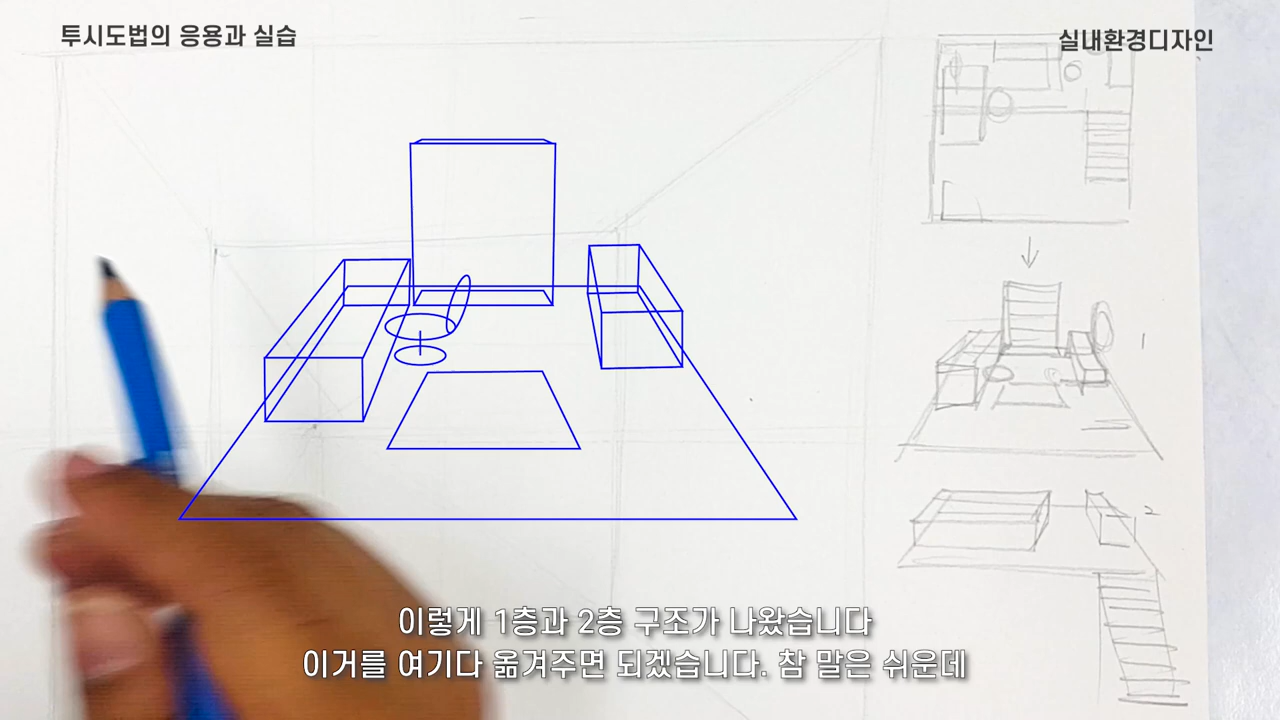 투시도법의 응용과 실습
실내환경디자인
1
2
이렇게 1층과 2층 구조가 나왔습니다
이거를 여기다 옮겨주면 되겠습니다. 참 말은 쉬운데